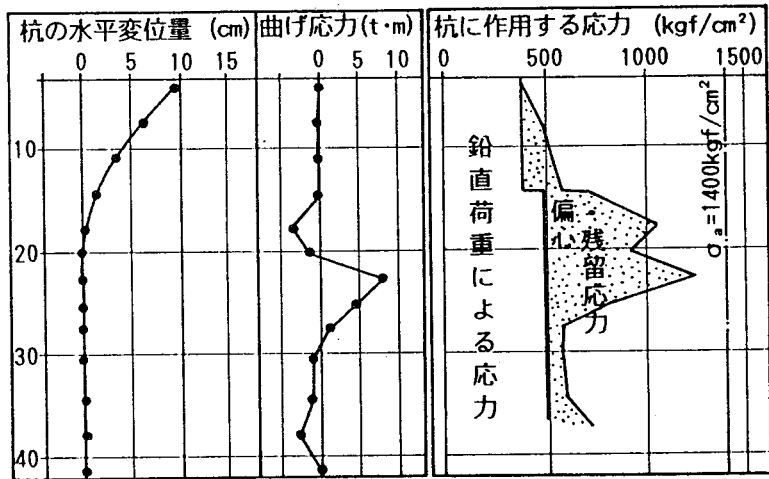 杭の水平変位量 (cm)
0 5 10 15
10
20
30
40
曲げ応力(t·m)
0 5 10
杭に作用する応力 (kgf/cm²)
0 500 1000 1500
鉛直荷重による応力
偏心・残留応力
σa=1400kgf/cm²